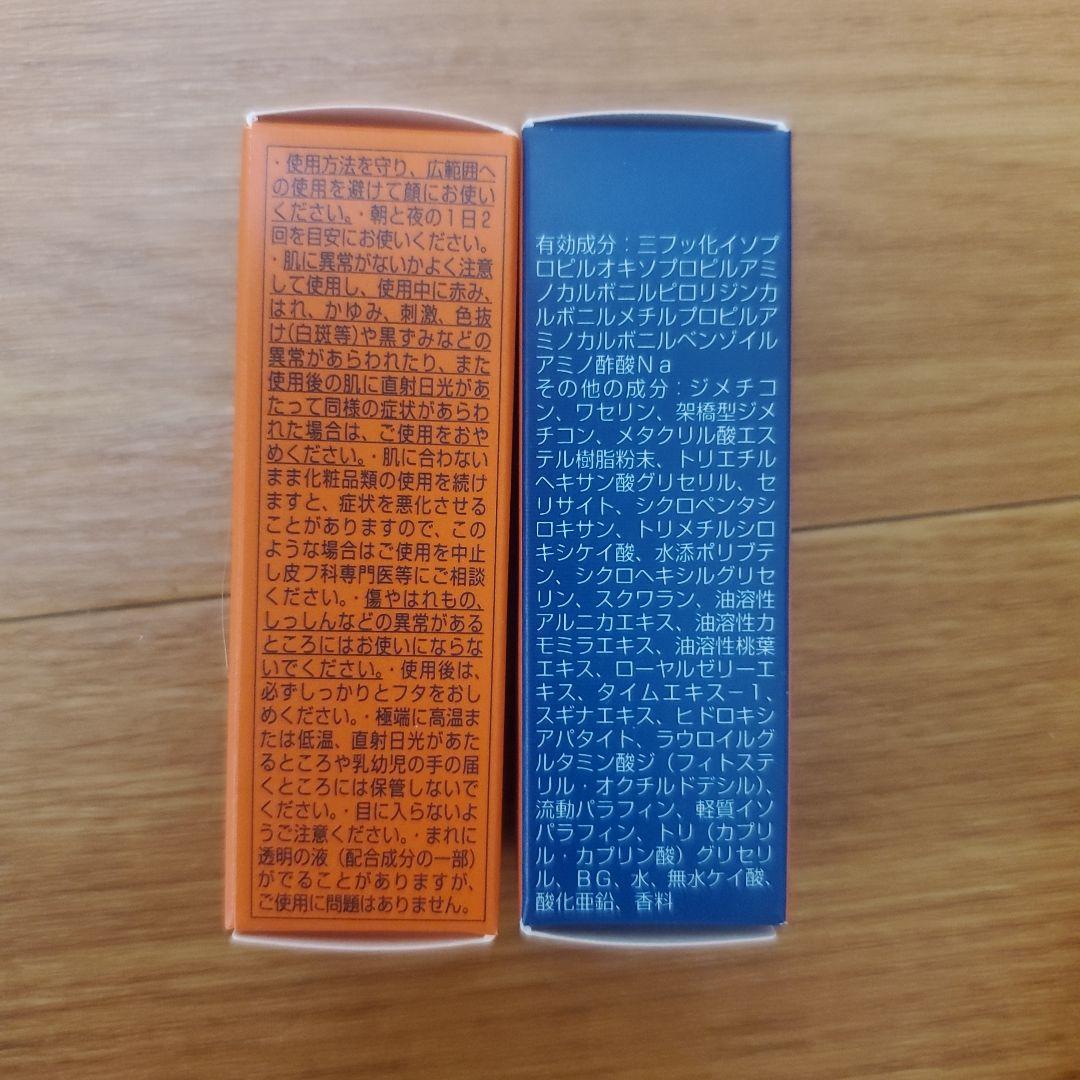 ・使用方法を守り、広範囲へ
の使用を避けて顔にお使い
ください。・朝と夜の1日2
回を目安にお使いください。
・肌に異常がないかよく注意
して使用し、使用中に赤み、
はれ、かゆみ、刺激、色抜
け(白斑等)や黒ずみなどの
異常があらわれたり、また
使用後の肌に直射日光があ
たって同様の症状があらわ
れた場合は、ご使用をおや
めください。・肌に合わない
まま化粧品類の使用を続け
ますと、症状を悪化させる
ことがありますので、この
ような場合はご使用を中止
し皮フ科専門医等にご相談
ください。・傷やはれもの、
しっしんなどの異常がある
ところにはお使いにならな
いでください。・使用後は、
必ずしっかりとフタをおし
めください。・極端に高温ま
たは低温、直射日光があた
るところや乳幼児の手の届
くところには保管しないで
ください。・目に入らないよ
うご注意ください。・まれに
透明の液（配合成分の一部）
がでることがありますが、
ご使用に問題はありません。
有効成分：三フッ化イソプ
ロピルオキソプロピルアミ
ノカルボニルピロリジンカ
ルボニルメチルプロピルア
ミノカルボニルベンゾイル
アミノ酢酸Ｎａ
その他の成分：ジメチコ
ン、ワセリン、架橋型ジメ
チコン、メタクリル酸エス
テル樹脂粉末、トリエチル
ヘキサン酸グリセリル、セ
リサイト、シクロペンタシ
ロキサン、トリメチルシロ
キシケイ酸、水添ポリブテ
ン、シクロヘキシルグリセ
リン、スクワラン、油溶性
アルニカエキス、油溶性カ
モミラエキス、油溶性桃葉
エキス、ローヤルゼリーエ
キス、タイムエキス－１、
スギナエキス、ヒドロキシ
アパタイト、ラウロイルグ
ルタミン酸ジ（フィトステ
リル・オクチルドデシル）、
流動パラフィン、軽質イソ
パラフィン、トリ（カプリ
ル・カプリン酸）グリセリ
ル、ＢＧ、水、無水ケイ酸、
酸化亜鉛、香料